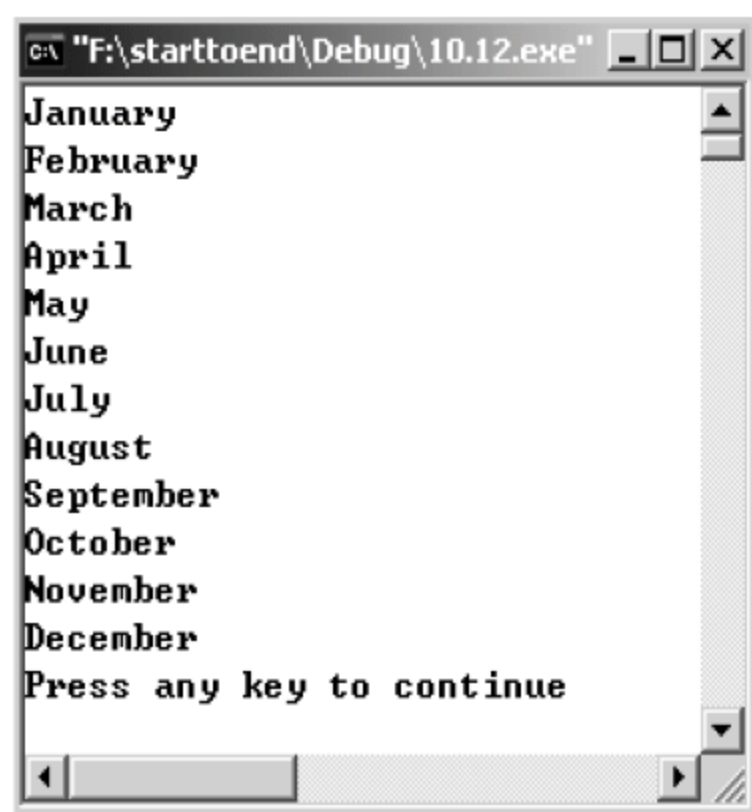 C:\ "F:\starttoend\Debug\10.12.exe"
January
February
March
April
May
June
July
August
September
October
November
December
Press any key to continue